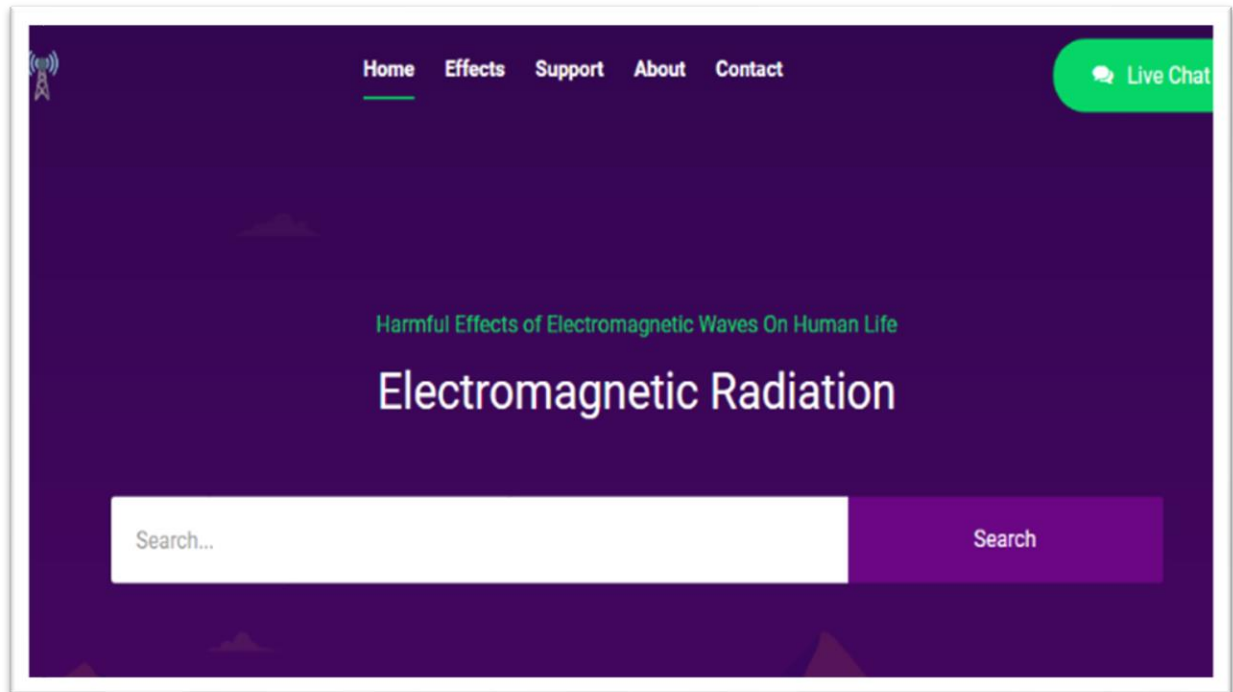 Home Effects Support About Contact Live Chat
Harmful Effects of Electromagnetic Waves On Human Life
Electromagnetic Radiation
Search... Search